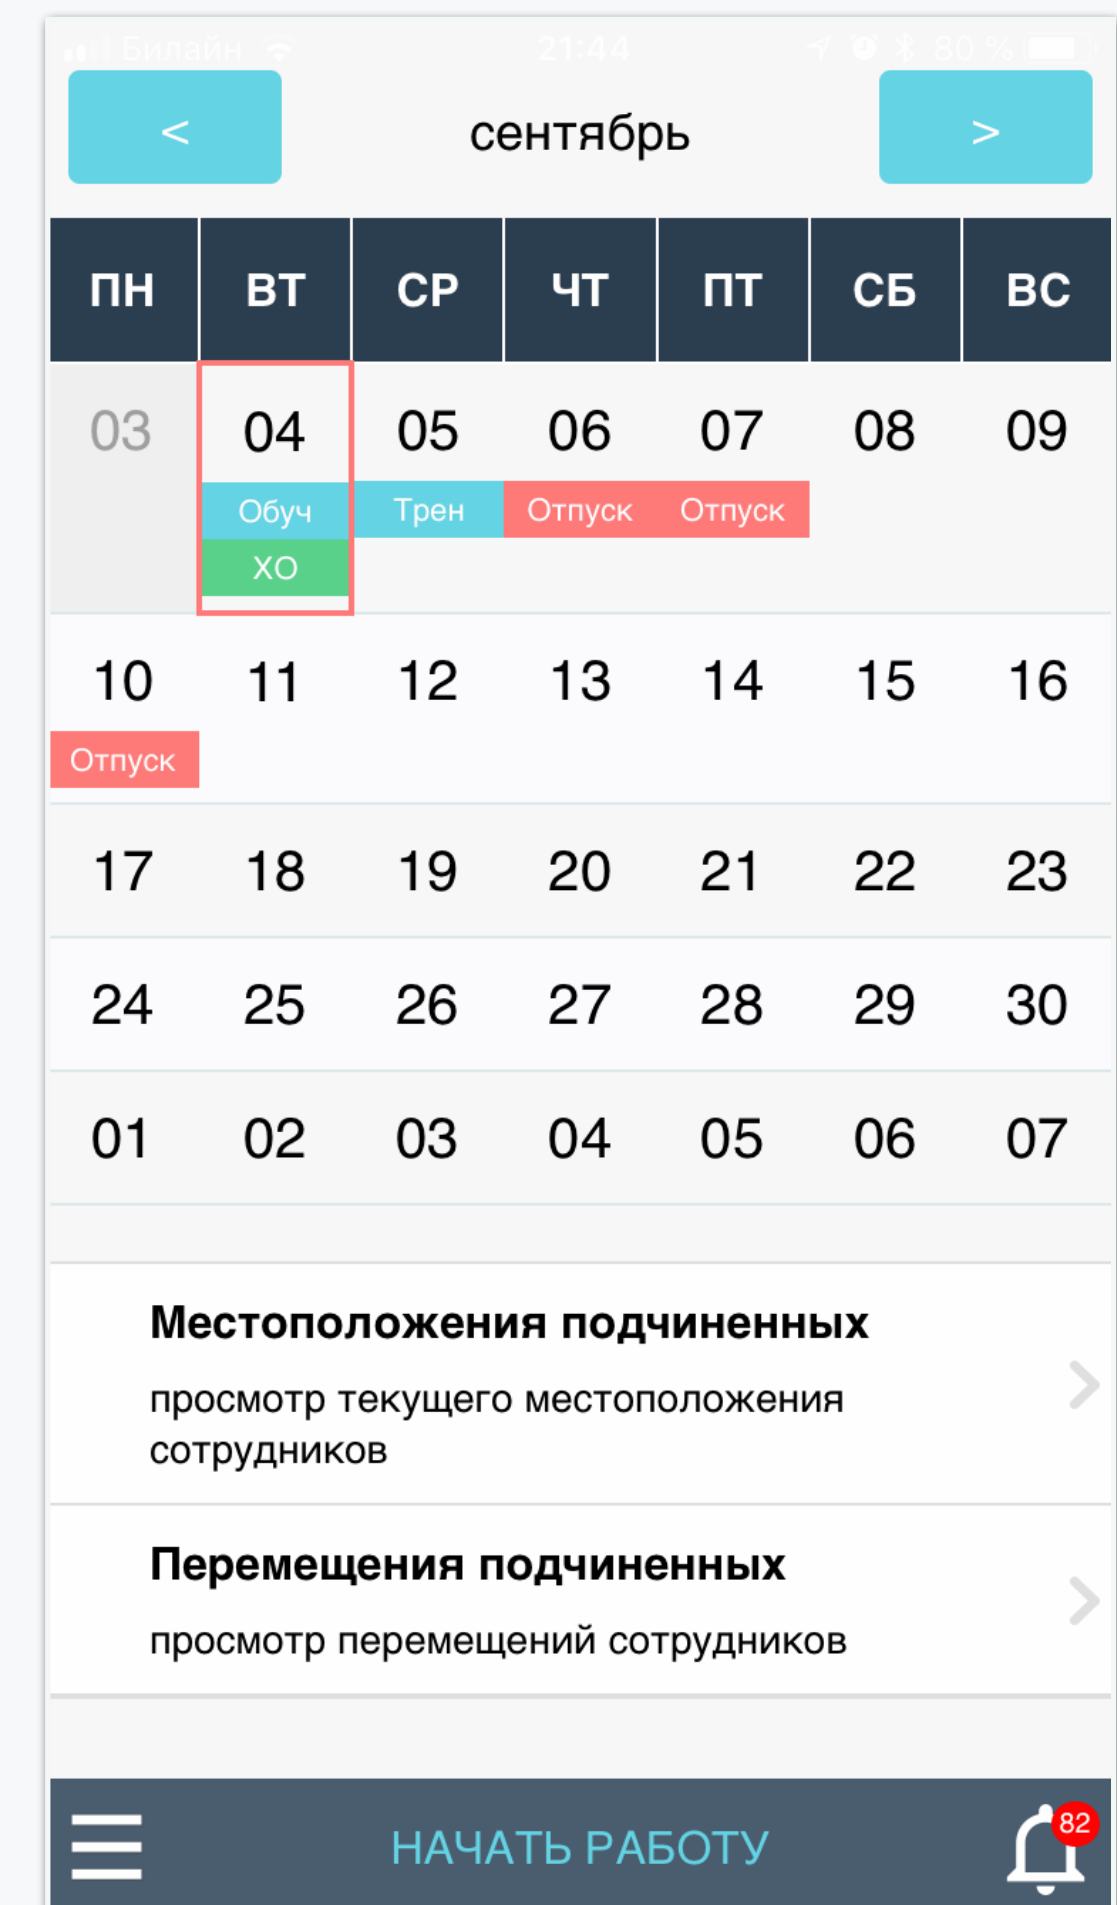 Билайн 21:44 80 %
< сентябрь >
ПН ВТ СР ЧТ ПТ СБ ВС
03 04 05 06 07 08 09
Обуч Трен Отпуск Отпуск
ХО
10 11 12 13 14 15 16
Отпуск
17 18 19 20 21 22 23
24 25 26 27 28 29 30
01 02 03 04 05 06 07
Местоположения подчиненных
просмотр текущего местоположения
сотрудников
Перемещения подчиненных
просмотр перемещений сотрудников
НАЧАТЬ РАБОТУ 82